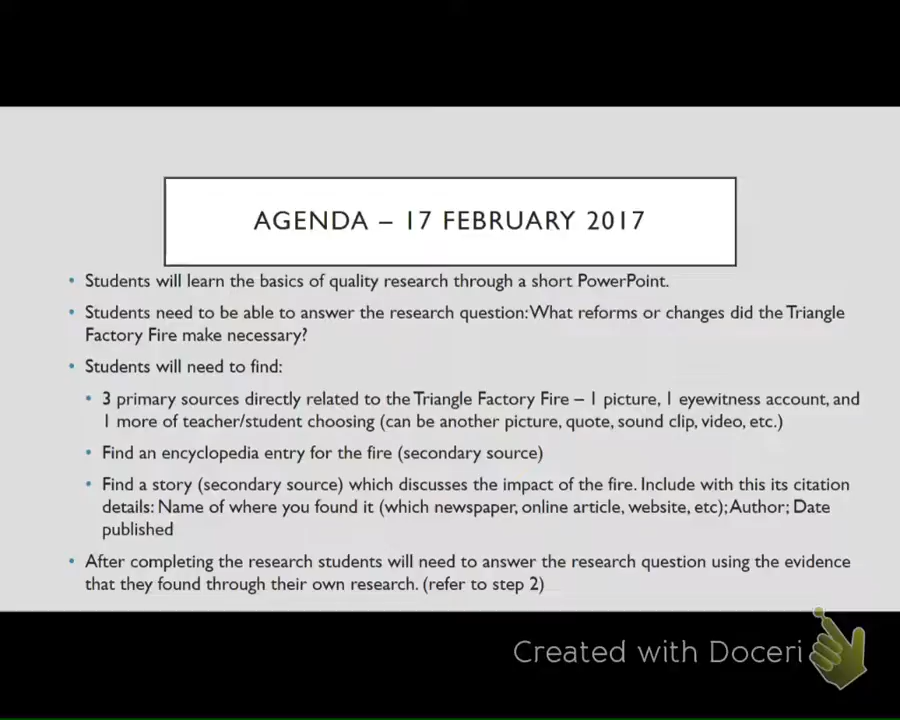 AGENDA – 17 FEBRUARY 2017
• Students will learn the basics of quality research through a short PowerPoint.
• Students need to be able to answer the research question: What reforms or changes did the Triangle
Factory Fire make necessary?
• Students will need to find:
• 3 primary sources directly related to the Triangle Factory Fire – 1 picture, 1 eyewitness account, and
1 more of teacher/student choosing (can be another picture, quote, sound clip, video, etc.)
• Find an encyclopedia entry for the fire (secondary source)
• Find a story (secondary source) which discusses the impact of the fire. Include with this its citation
details: Name of where you found it (which newspaper, online article, website, etc); Author; Date
published
• After completing the research students will need to answer the research question using the evidence
that they found through their own research. (refer to step 2)
Created with Doceri